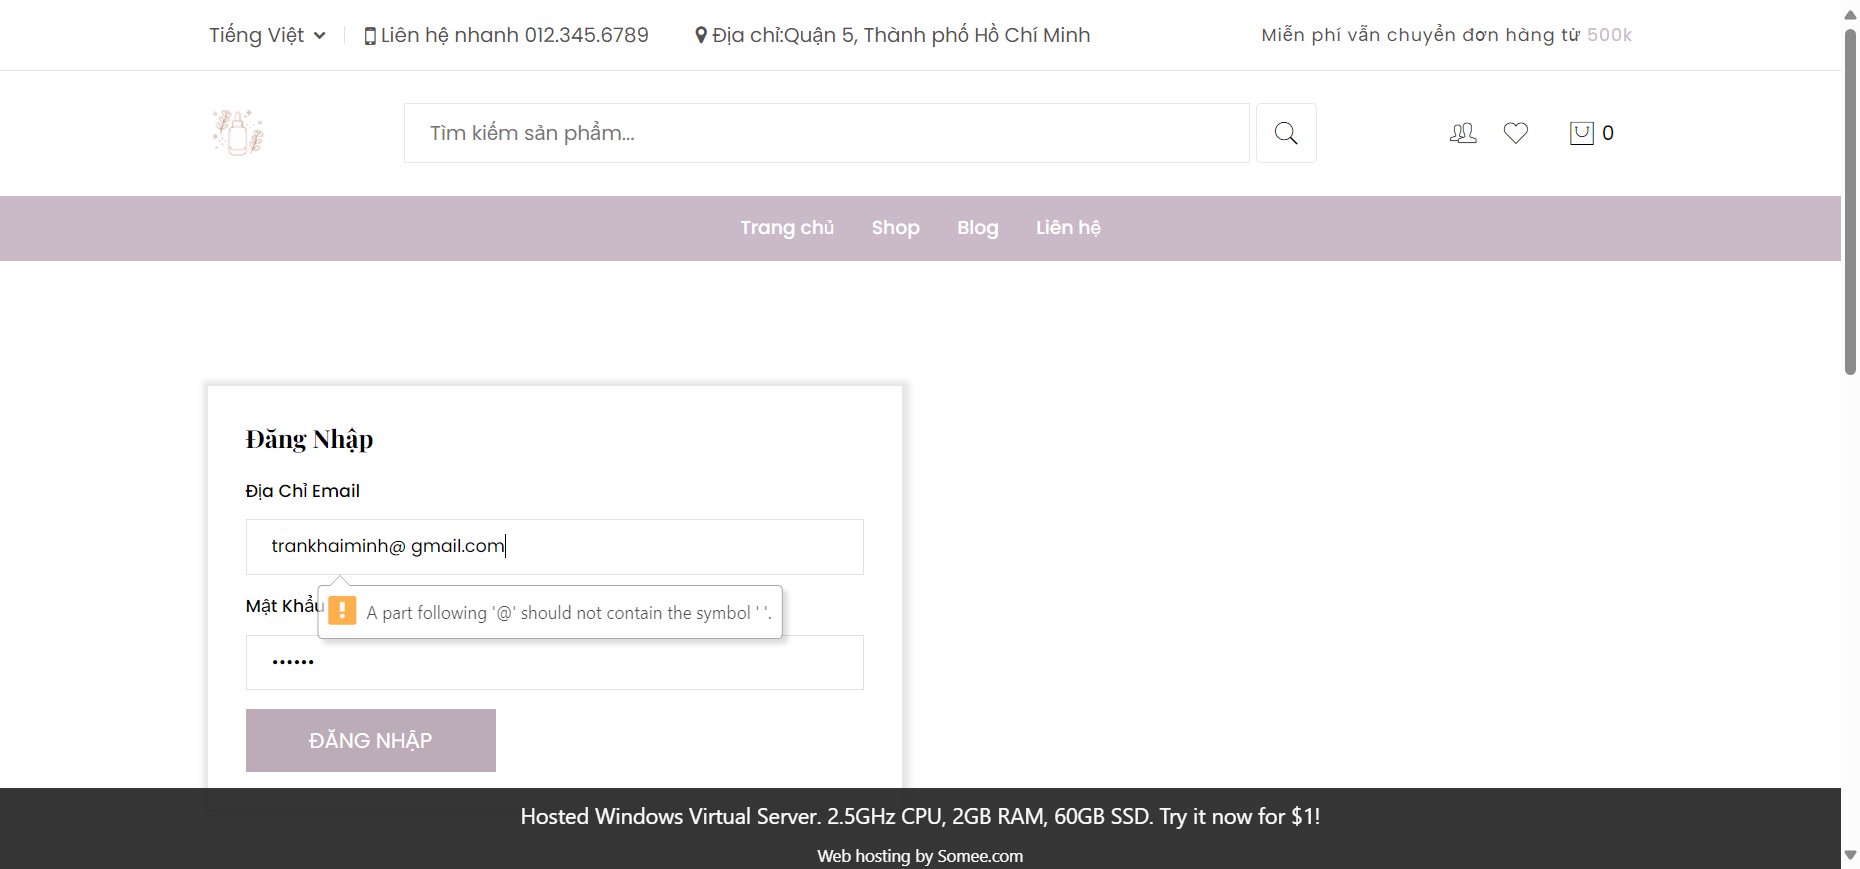 Tiếng Việt
Liên hệ nhanh 012.345.6789
Địa chỉ:Quận 5, Thành phố Hồ Chí Minh
Miễn phí vẫn chuyển đơn hàng từ 500k
Tìm kiếm sản phẩm...
0
Trang chủ
Shop
Blog
Liên hệ
Đăng Nhập
Địa Chỉ Email
trankhaiminh@ gmail.com
Mật Khẩu
A part following '@' should not contain the symbol ' '.
••••••
ĐĂNG NHẬP
Hosted Windows Virtual Server. 2.5GHz CPU, 2GB RAM, 60GB SSD. Try it now for $1!
Web hosting by Somee.com